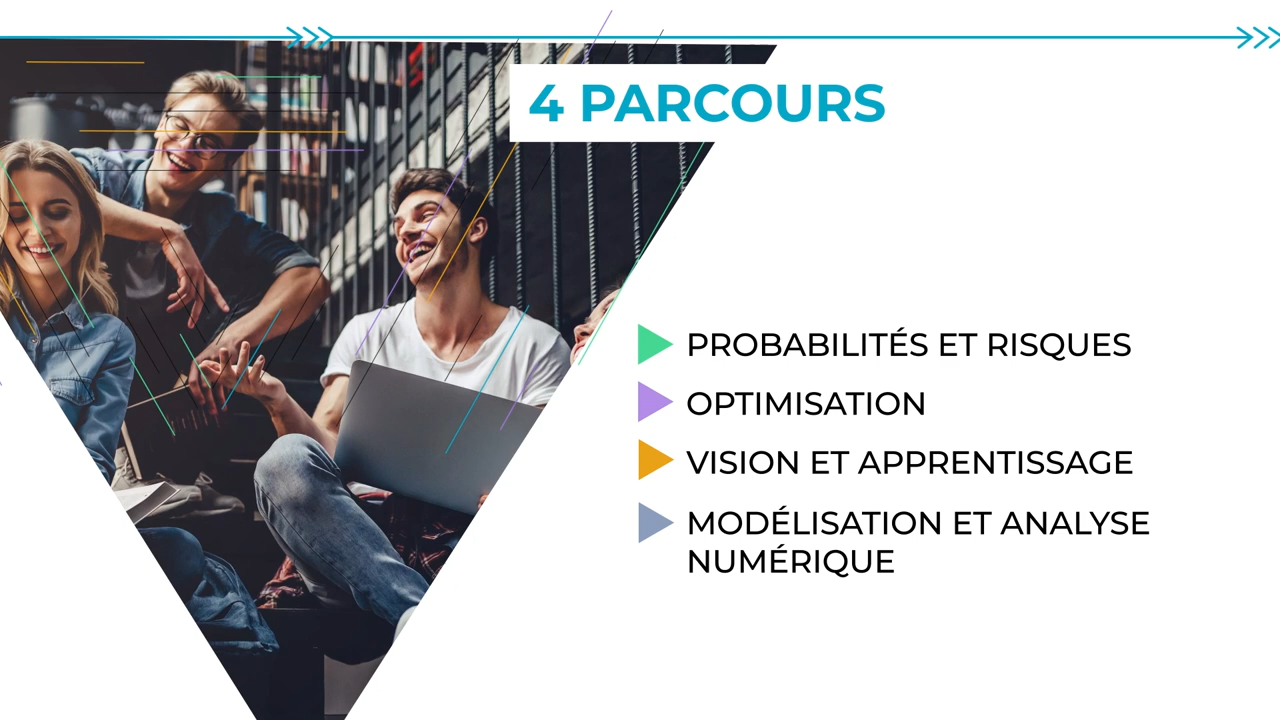 4 PARCOURS
PROBABILITÉS ET RISQUES
OPTIMISATION
VISION ET APPRENTISSAGE
MODÉLISATION ET ANALYSE
NUMÉRIQUE